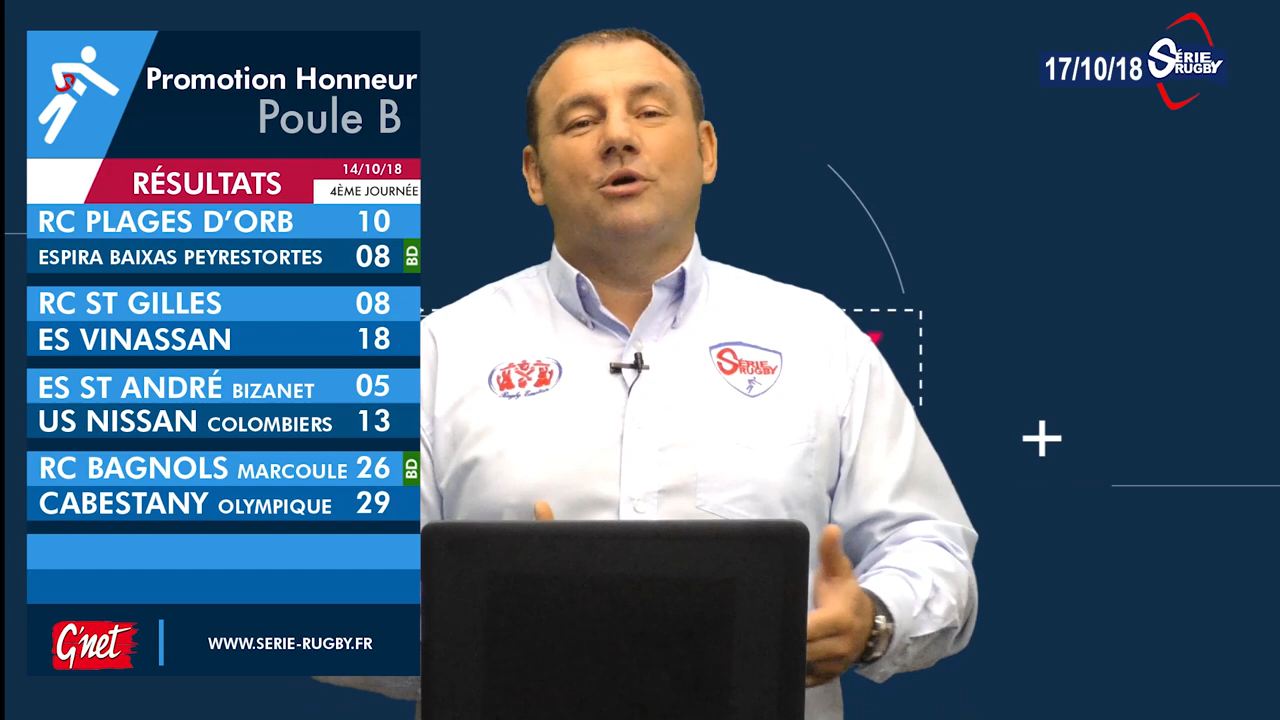 Promotion Honneur
Poule B
RÉSULTATS
14/10/18
4ÈME JOURNÉE
RC PLAGES D'ORB 10
ESPIRA BAIXAS PEYRESTORTES 08 BD
RC ST GILLES 08
ES VINASSAN 18
ES ST ANDRÉ BIZANET 05
US NISSAN COLOMBIERS 13
RC BAGNOLS MARCOULE 26 BD
CABESTANY OLYMPIQUE 29
G'net
WWW.SERIE-RUGBY.FR
17/10/18
SÉRIE
RUGBY
SÉRIE
RUGBY